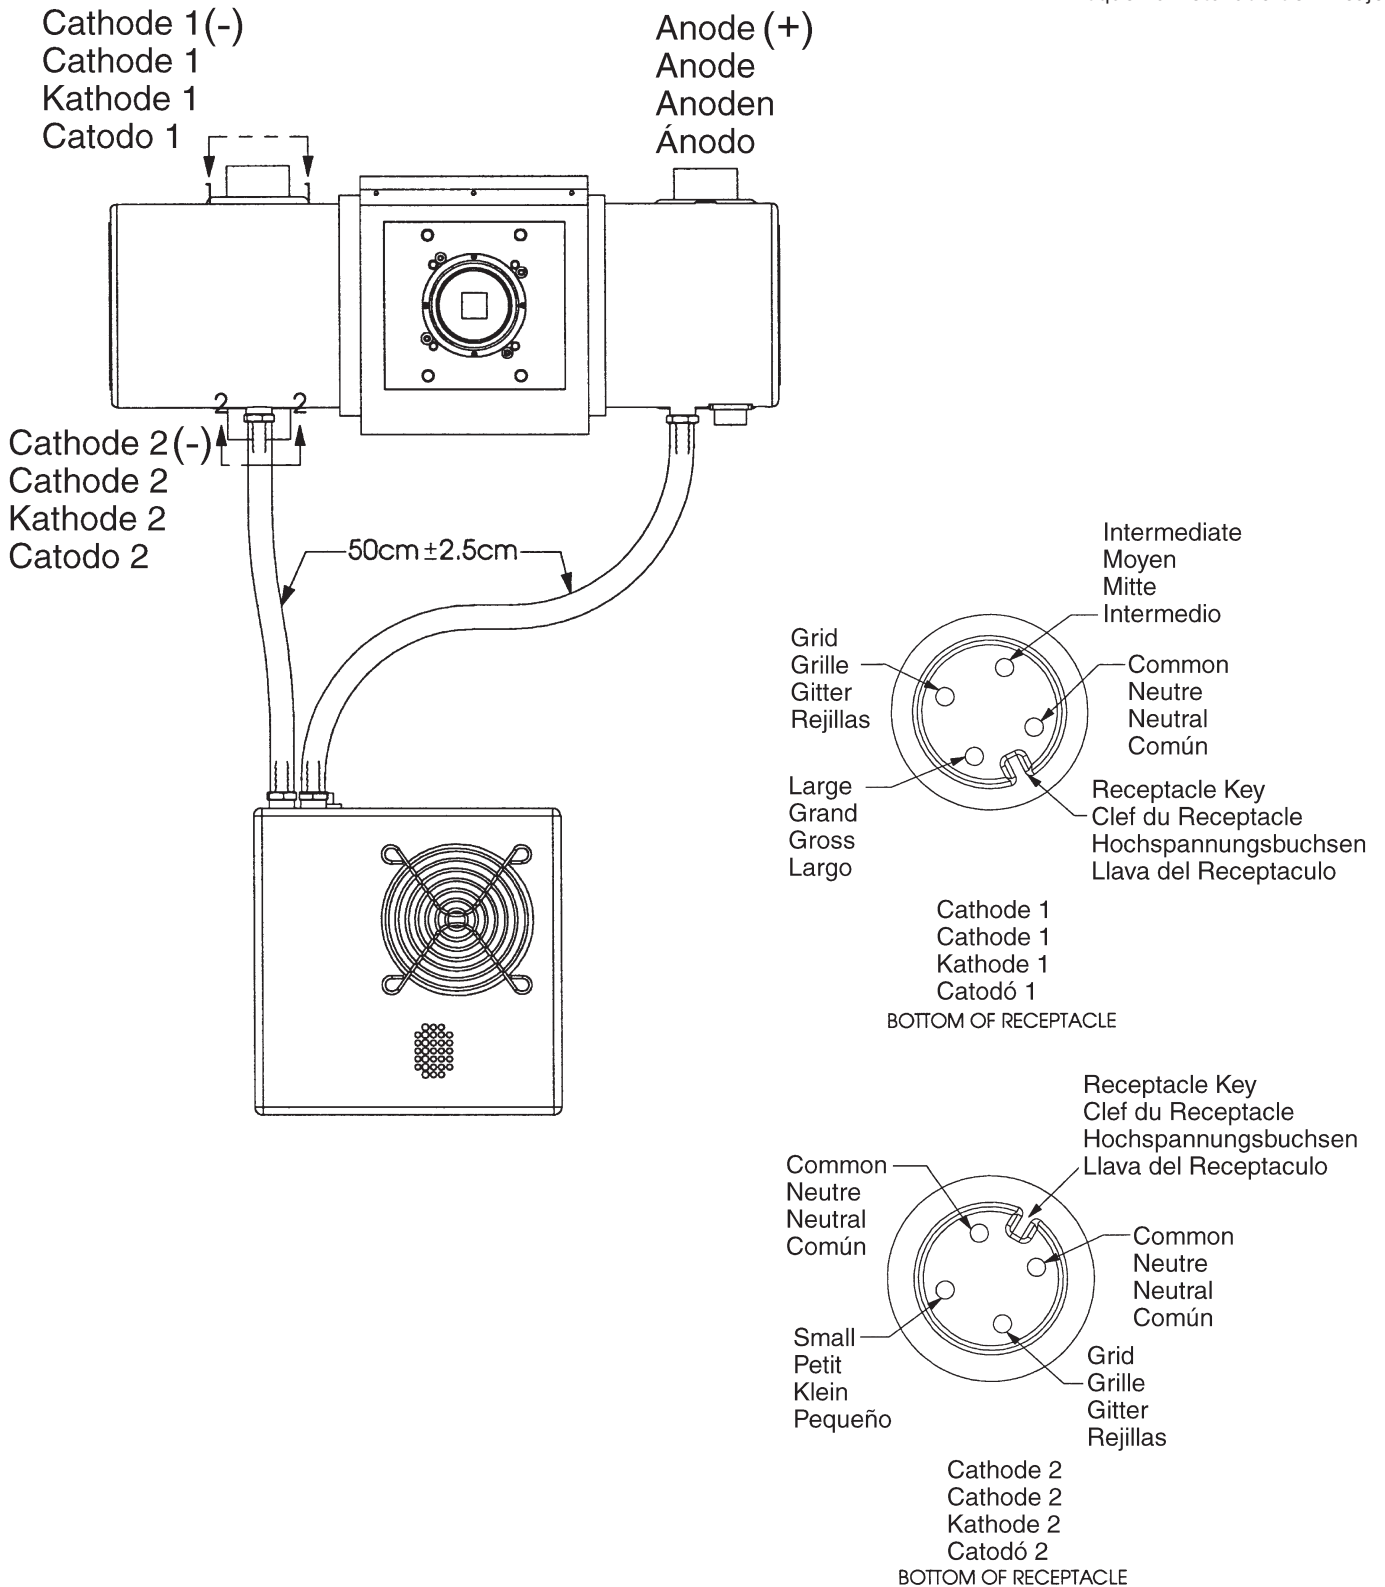 Cathode 1(-)
Cathode 1
Kathode 1
Catodo 1
Anode (+)
Anode
Anoden
Ánodo
1
1
2
2
Cathode 2(-)
Cathode 2
Kathode 2
Catodo 2
50cm ±2.5cm
Intermediate
Moyen
Mitte
Intermedio
Grid
Grille
Gitter
Rejillas
Common
Neutre
Neutral
Común
Large
Grand
Gross
Largo
Receptacle Key
Clef du Receptacle
Hochspannungsbuchsen
Llava del Receptaculo
Cathode 1
Cathode 1
Kathode 1
Catodó 1
BOTTOM OF RECEPTACLE
Receptacle Key
Clef du Receptacle
Hochspannungsbuchsen
Llava del Receptaculo
Common
Neutre
Neutral
Común
Common
Neutre
Neutral
Común
Small
Petit
Klein
Pequeño
Grid
Grille
Gitter
Rejillas
Cathode 2
Cathode 2
Kathode 2
Catodó 2
BOTTOM OF RECEPTACLE